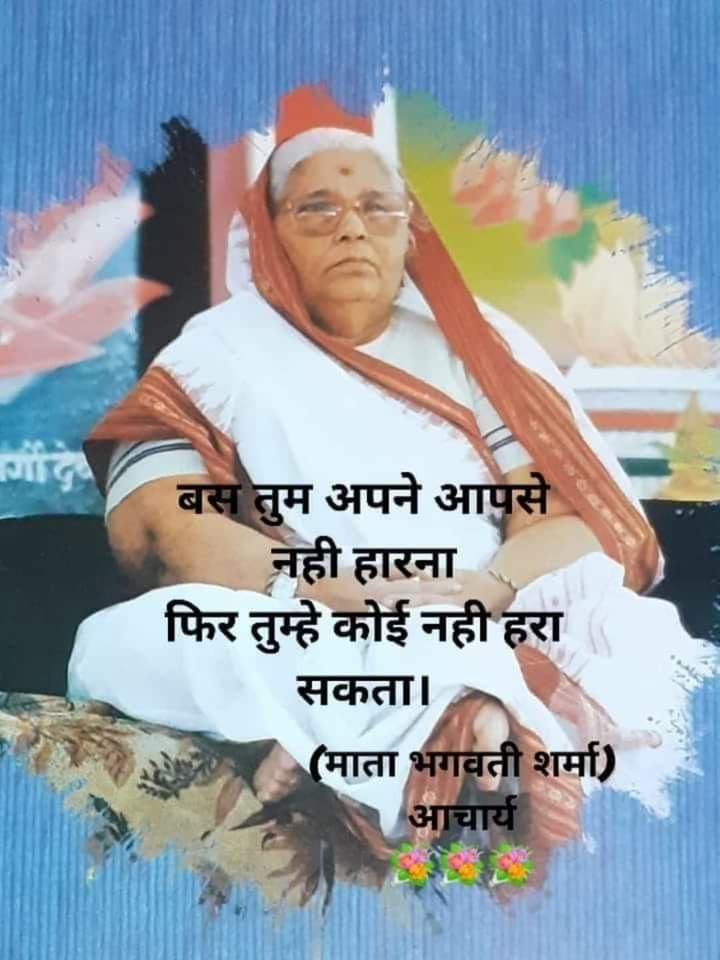 बस तुम अपने आपसे
नही हारना
फिर तुम्हे कोई नही हरा
सकता।
(माता भगवती शर्मा)
आचार्य